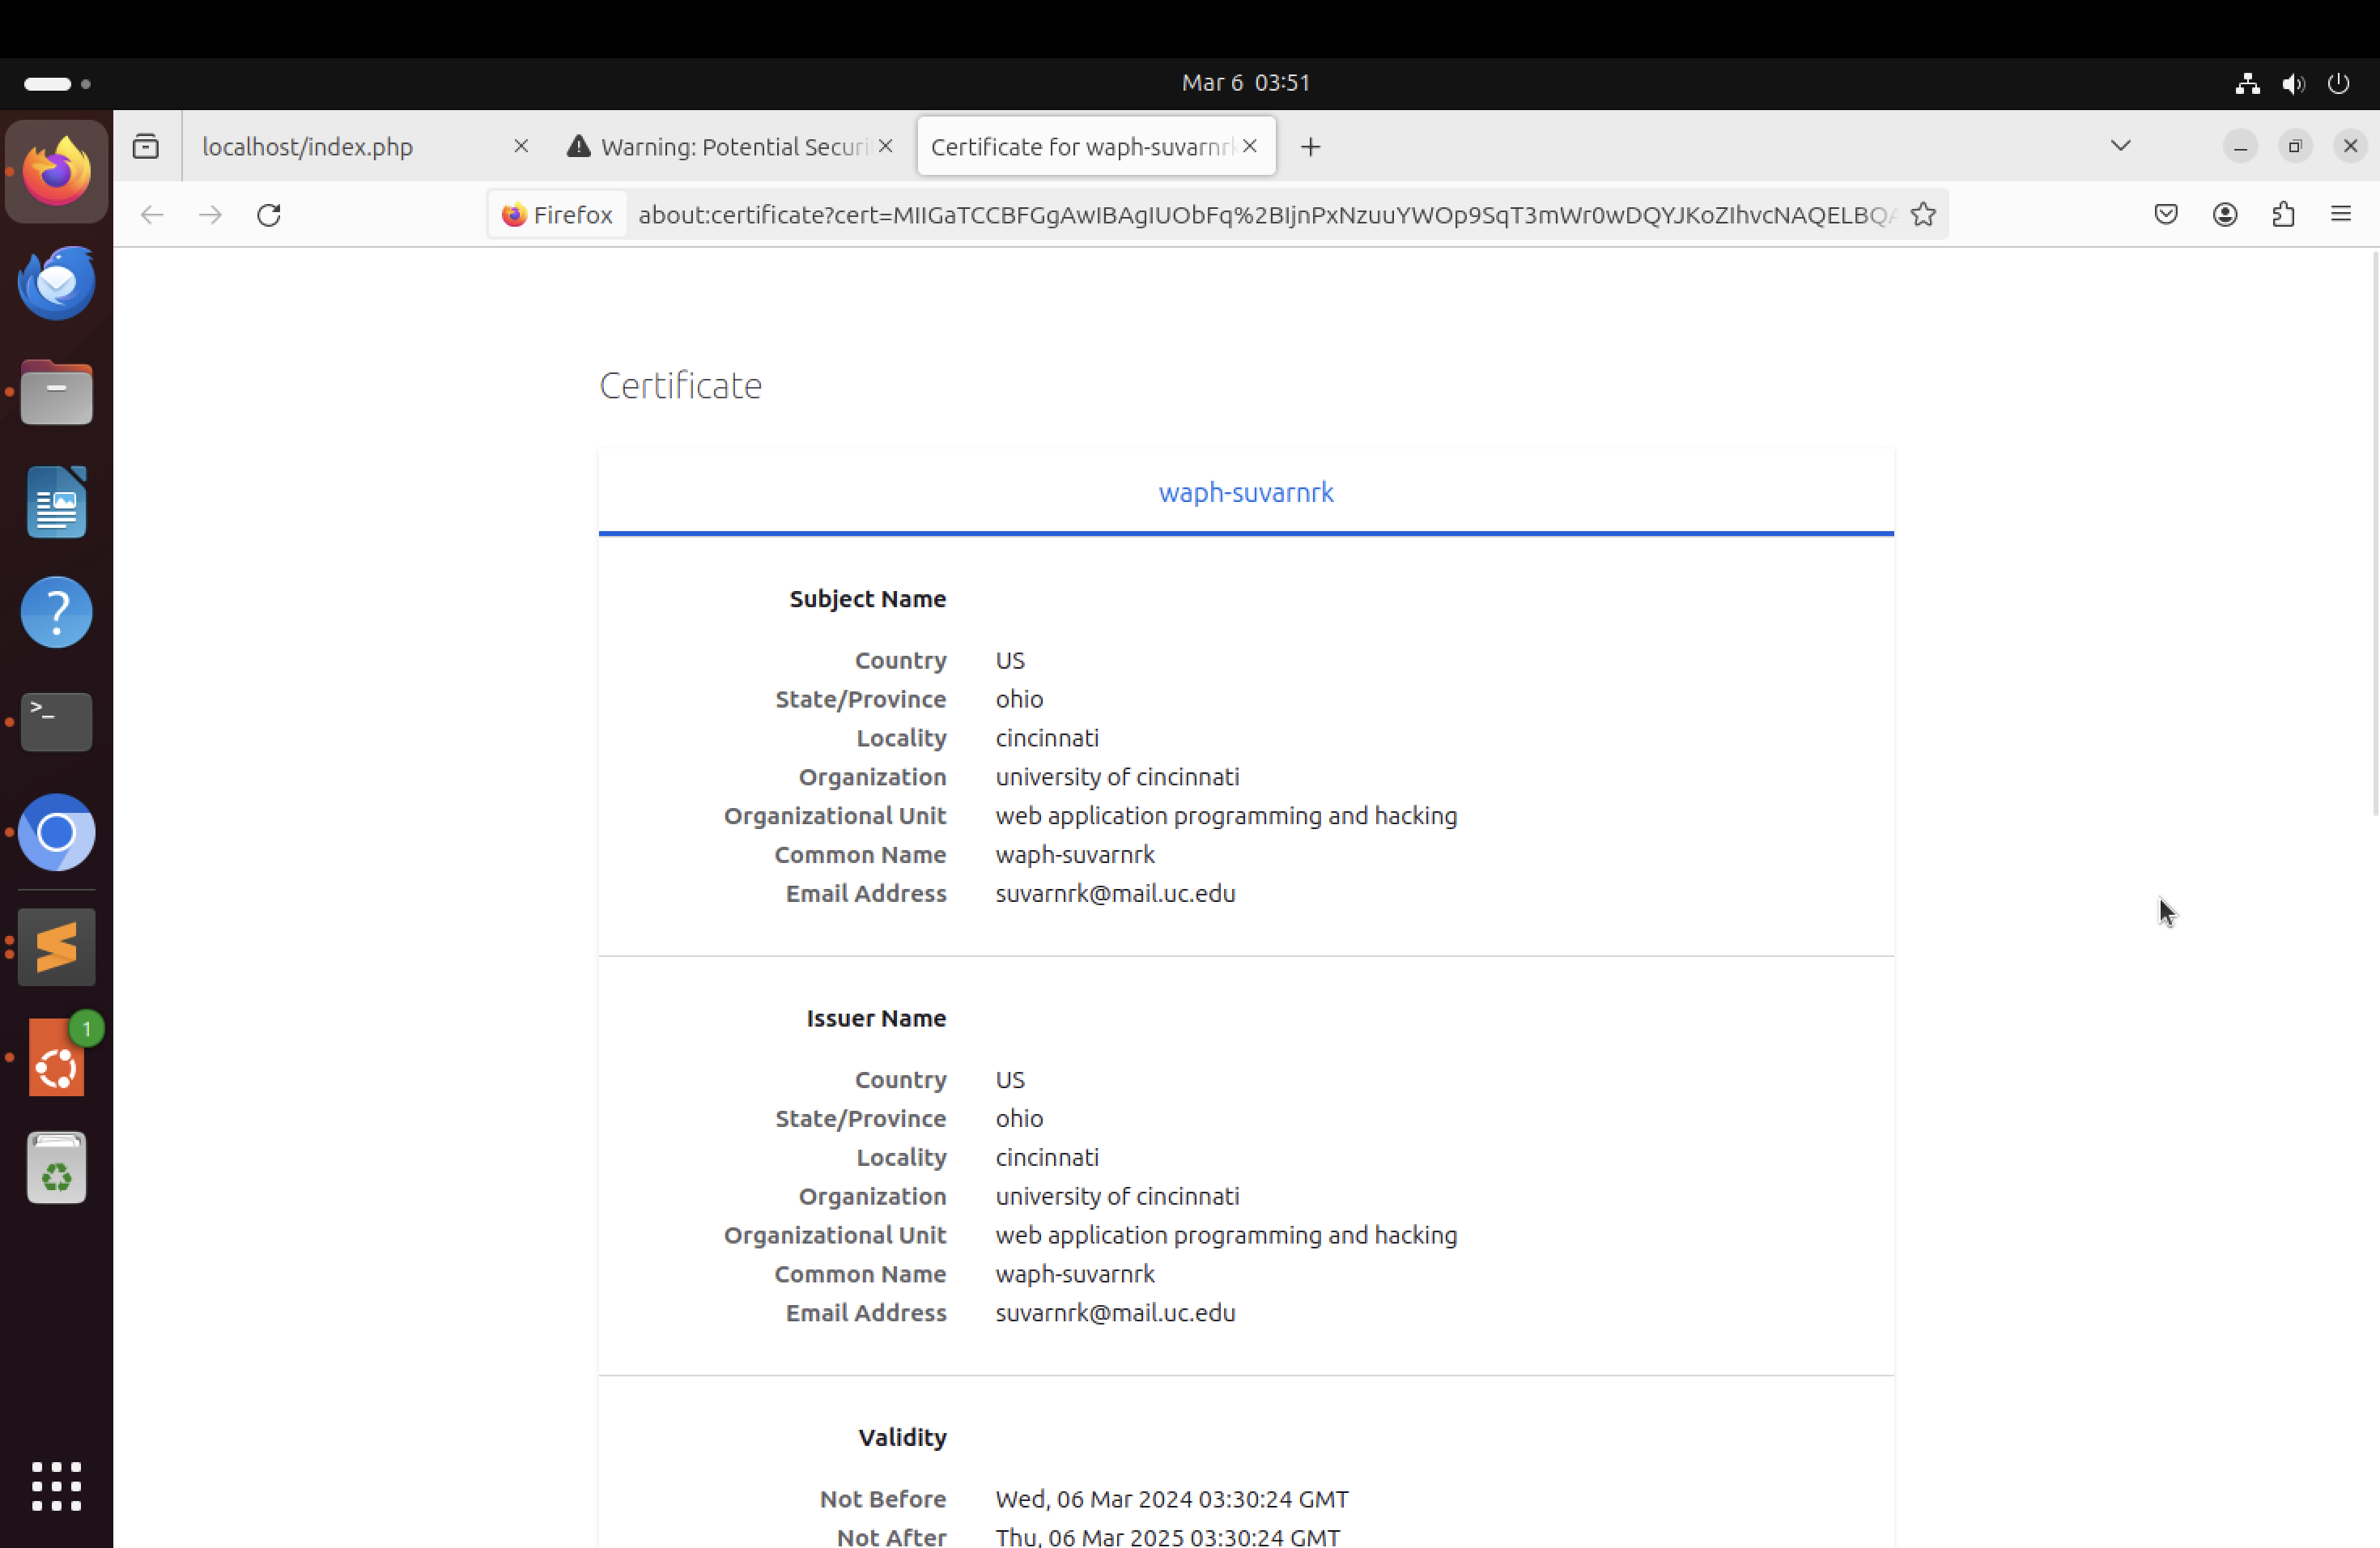 Mar 6 03:51
localhost/index.php
Warning: Potential Securi
Certificate for waph-suvarnrk
Firefox about:certificate?cert=MIIGaTCCBFGgAwIBAgIUObFq%2BIjnPxNzuuYWOp9SqT3mWr0wDQYJKoZIhvcNAQELBQA
Certificate
waph-suvarnrk
Subject Name
Country US
State/Province ohio
Locality cincinnati
Organization university of cincinnati
Organizational Unit web application programming and hacking
Common Name waph-suvarnrk
Email Address suvarnrk@mail.uc.edu
Issuer Name
Country US
State/Province ohio
Locality cincinnati
Organization university of cincinnati
Organizational Unit web application programming and hacking
Common Name waph-suvarnrk
Email Address suvarnrk@mail.uc.edu
Validity
Not Before Wed, 06 Mar 2024 03:30:24 GMT
Not After Thu, 06 Mar 2025 03:30:24 GMT
>_
?
1